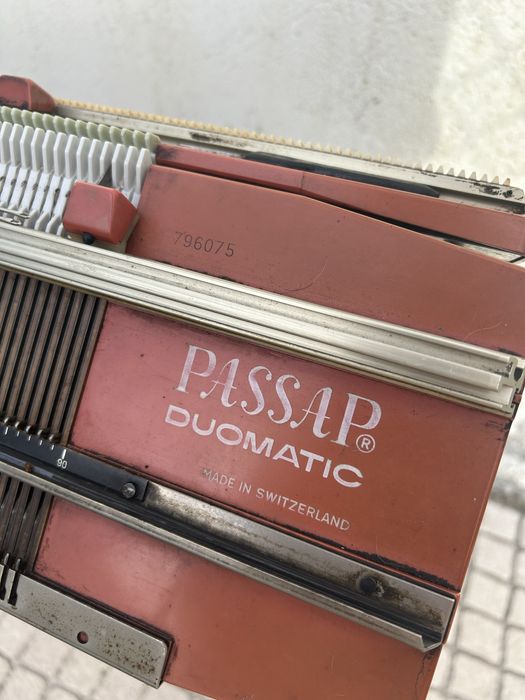 796075
PASSAP®
DUOMATIC
MADE IN SWITZERLAND
90